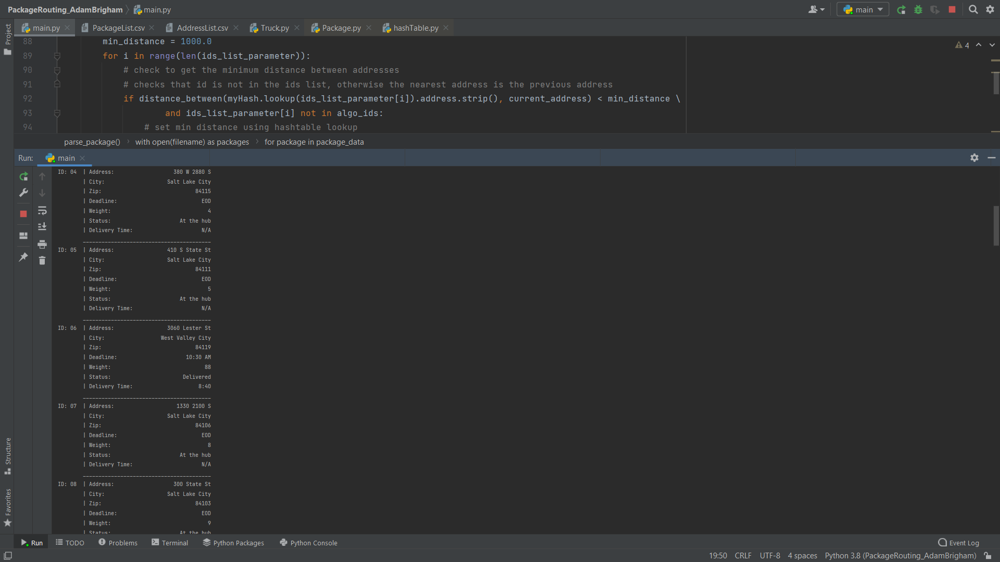 PackageRouting_AdamBrigham main.py
main
Project
main.py PackageList.csv AddressList.csv Truck.py Package.py hashTable.py
88 min_distance = 1000.0
89 for i in range(len(ids_list_parameter)):
90 # check to get the minimum distance between addresses
91 # checks that id is not in the ids list, otherwise the nearest address is the previous address
92 if distance_between(myHash.lookup(ids_list_parameter[i]).address.strip(), current_address) < min_distance \
93 and ids_list_parameter[i] not in algo_ids:
94 # set min distance using hashtable lookup
4
parse_package() with open(filename) as packages for package in package_data
Run: main
ID: 04 | Address: 380 W 2880 S
| City: Salt Lake City
| Zip: 84115
| Deadline: EOD
| Weight: 4
| Status: At the hub
| Delivery Time: N/A
_________________________________________
ID: 05 | Address: 410 S State St
| City: Salt Lake City
| Zip: 84111
| Deadline: EOD
| Weight: 5
| Status: At the hub
| Delivery Time: N/A
_________________________________________
ID: 06 | Address: 3060 Lester St
| City: West Valley City
| Zip: 84119
| Deadline: 10:30 AM
| Weight: 88
| Status: Delivered
| Delivery Time: 8:40
_________________________________________
ID: 07 | Address: 1330 2100 S
| City: Salt Lake City
| Zip: 84106
| Deadline: EOD
| Weight: 8
| Status: At the hub
| Delivery Time: N/A
_________________________________________
ID: 08 | Address: 300 State St
| City: Salt Lake City
| Zip: 84103
| Deadline: EOD
| Weight: 9
| Status: At the hub
Structure
Favorites
Run TODO Problems Terminal Python Packages Python Console Event Log
19:50 CRLF UTF-8 4 spaces Python 3.8 (PackageRouting_AdamBrigham)